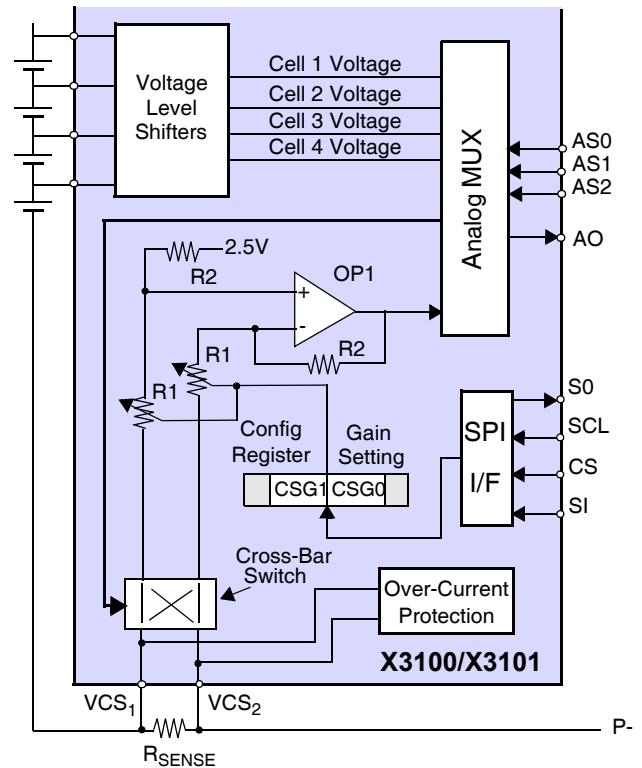 Voltage
Level
Shifters
Cell 1 Voltage
Cell 2 Voltage
Cell 3 Voltage
Cell 4 Voltage
Analog MUX
AS0
AS1
AS2
AO
2.5V
R2
OP1
+
-
R2
R1
R1
Config
Register
Gain
Setting
CSG1 CSG0
SPI
I/F
S0
SCL
CS
SI
Cross-Bar
Switch
Over-Current
Protection
X3100/X3101
VCS1
VCS2
P-
RSENSE